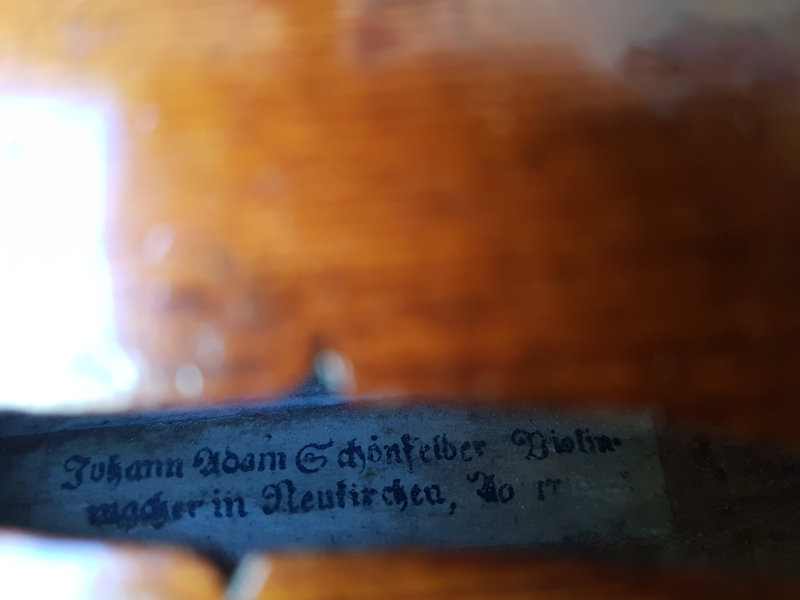 Johann Adam Schönfelder Violin-
macher in Neukirchen, Ao 17